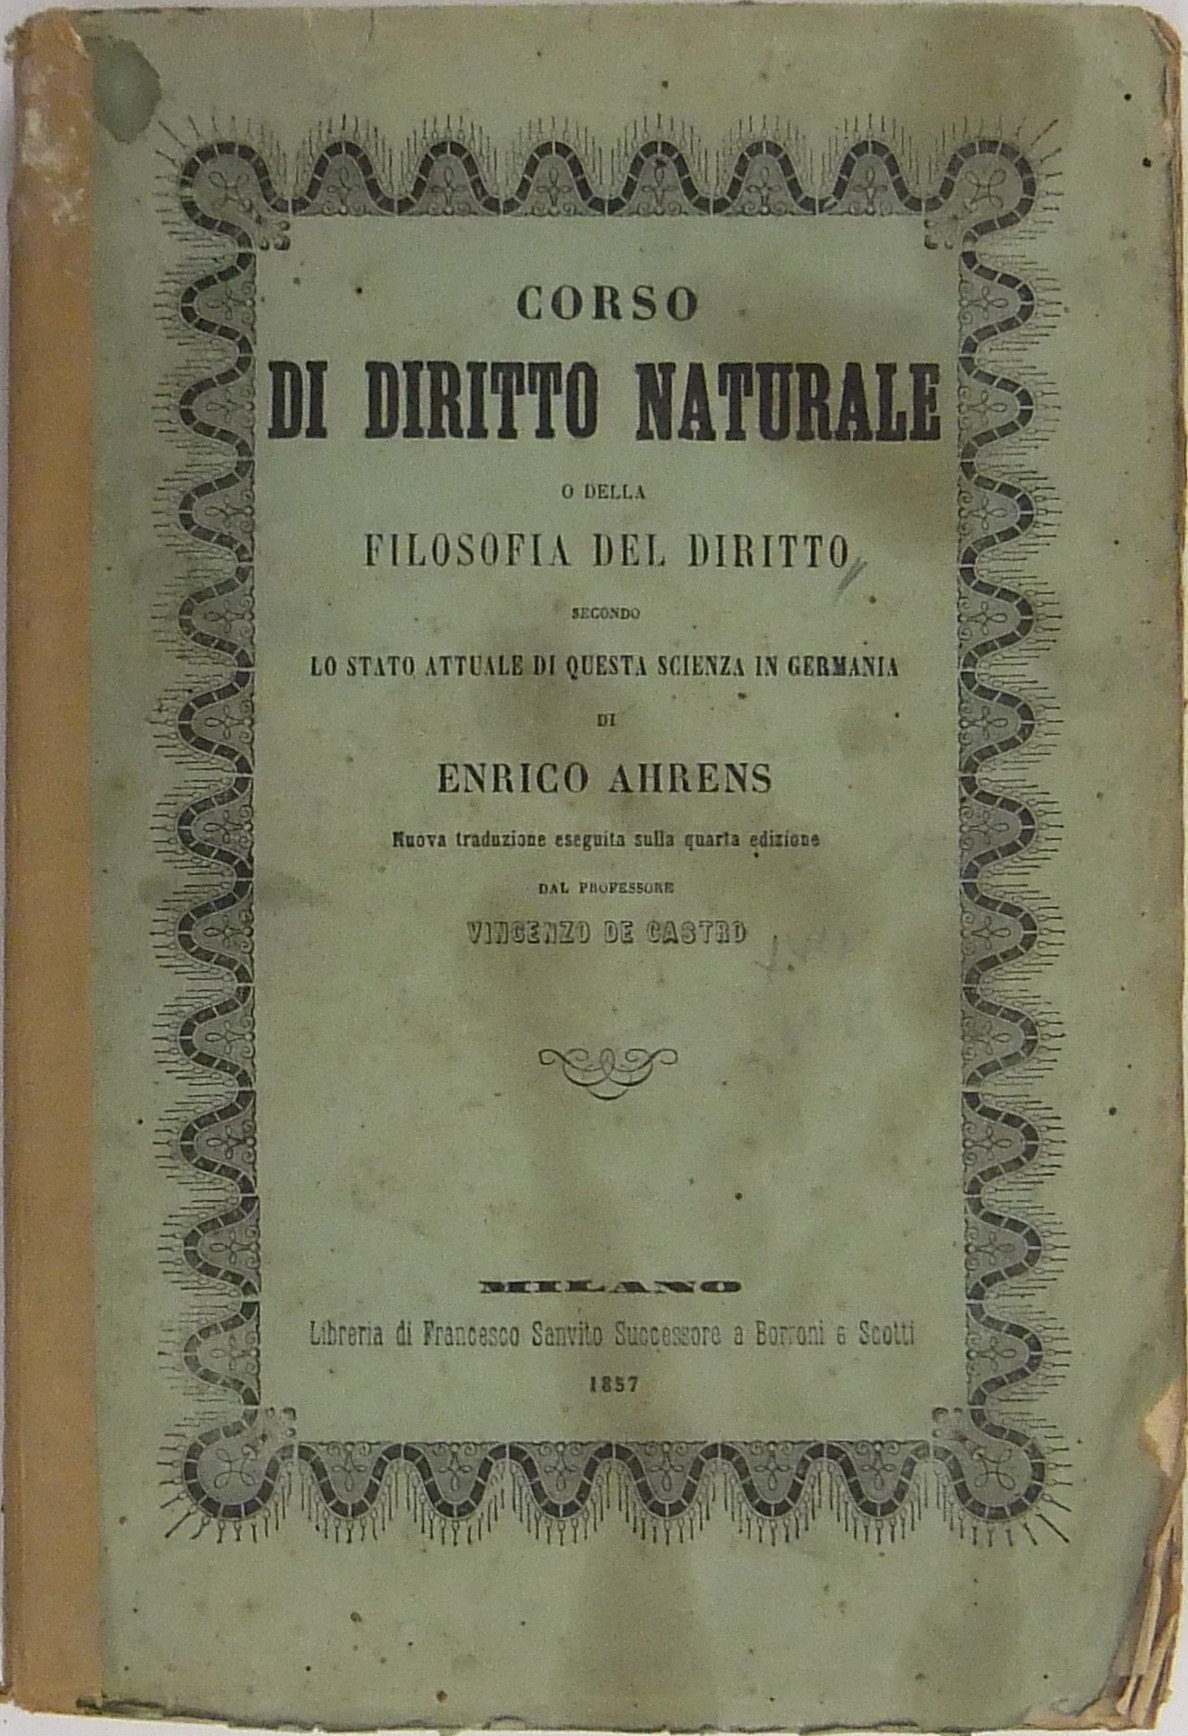 CORSO
DI DIRITTO NATURALE
O DELLA
FILOSOFIA DEL DIRITTO
SECONDO
LO STATO ATTUALE DI QUESTA SCIENZA IN GERMANIA
DI
ENRICO AHRENS
Nuova traduzione eseguita sulla quarta edizione
DAL PROFESSORE
VINCENZO DE CASTRO
MILANO
Libreria di Francesco Sanvito Successore a Borroni e Scotti
1857